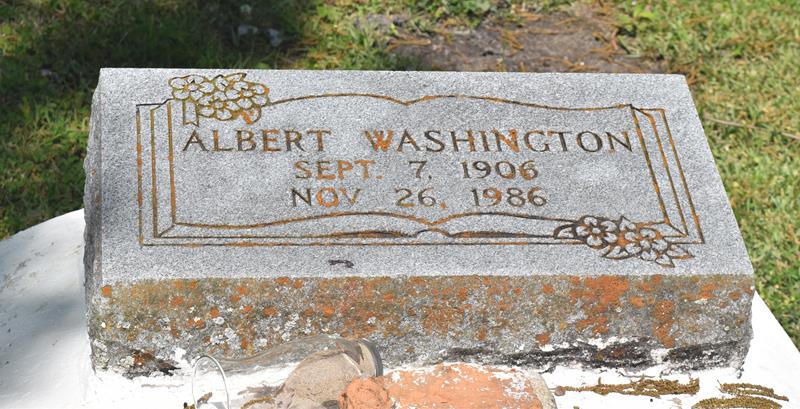 ALBERT WASHINGTON
SEPT. 7, 1906
NOV 26, 1986